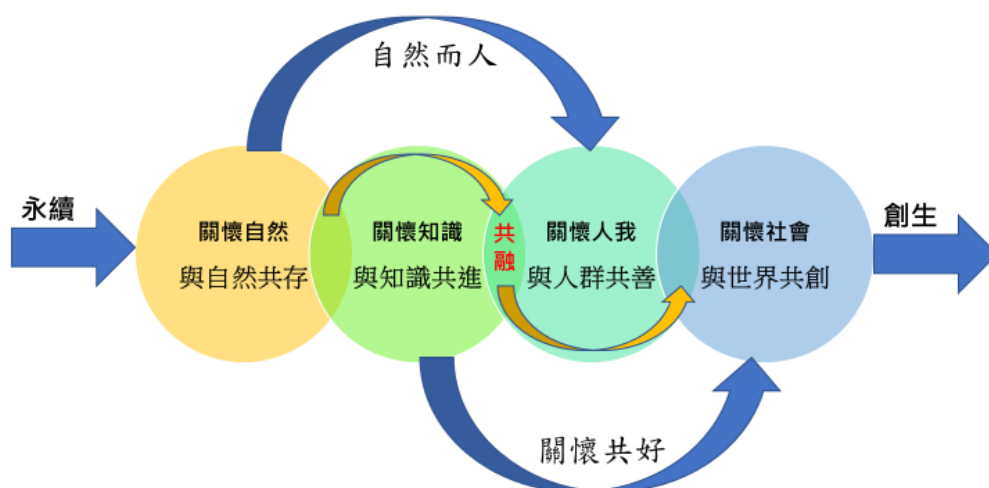 自然而人
永續
關懷自然
與自然共存
關懷知識
與知識共進
共
融
關懷人我
與人群共善
關懷社會
與世界共創
創生
關懷共好